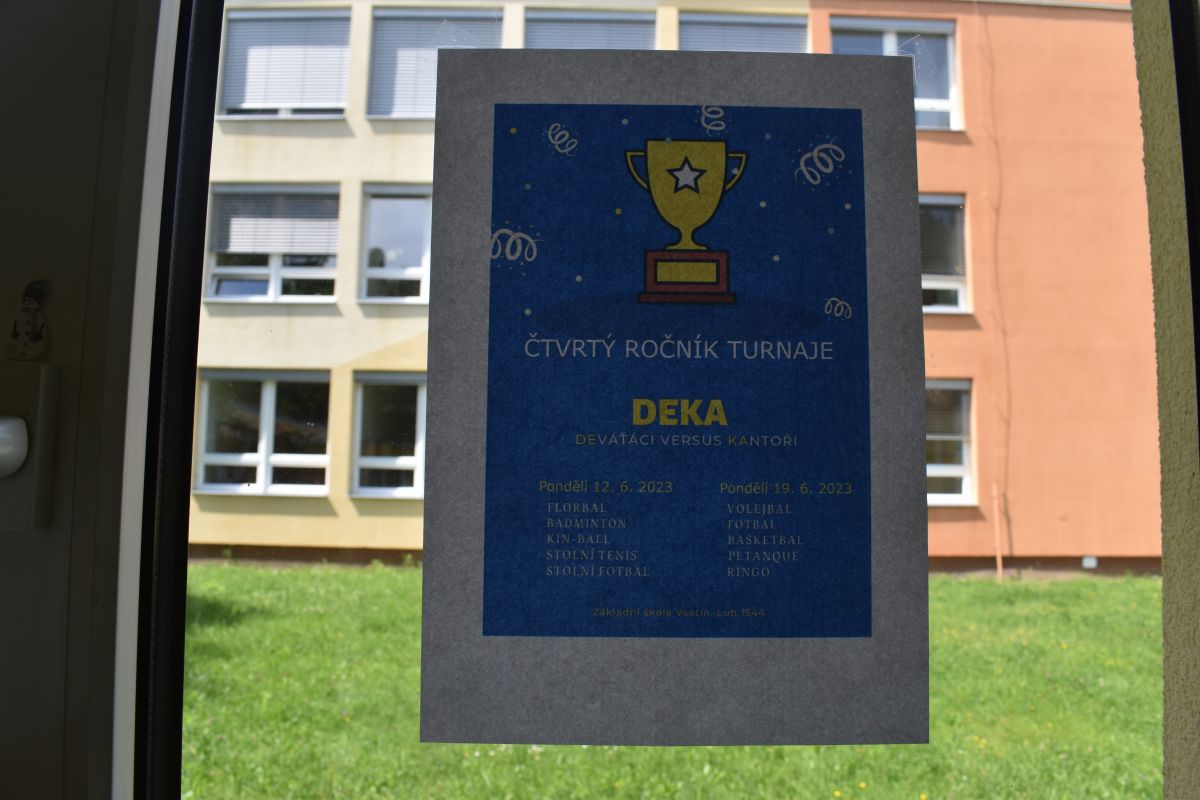 ČTVRTÝ ROČNÍK TURNAJE
DEKA
DEVÁŤÁCI VERSUS KANTOŘI
Pondělí 12. 6. 2023
FLORBAL
BADMINTON
KIN-BALL
STOLNÍ TENIS
STOLNÍ FOTBAL
Pondělí 19. 6. 2023
VOLEJBAL
FOTBAL
BASKETBAL
PETANQUE
RINGO
Základní škola Vsetín, Luh 1544